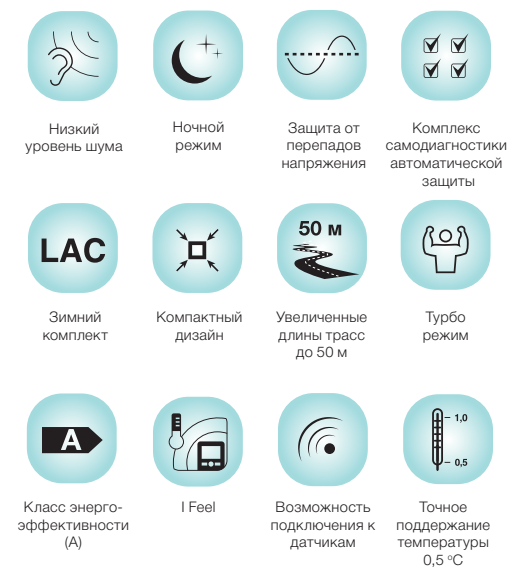 Низкий
уровень шума
Ночной
режим
Защита от
перепадов
напряжения
Комплекс
самодиагностики
автоматической
защиты
LAC
Зимний
комплект
Компактный
дизайн
50 м
Увеличенные
длины трасс
до 50 м
Турбо
режим
A
Класс энерго-
эффективности
(A)
I Feel
Возможность
подключения к
датчикам
1,0
0,5
Точное
поддержание
температуры
0,5 ºС